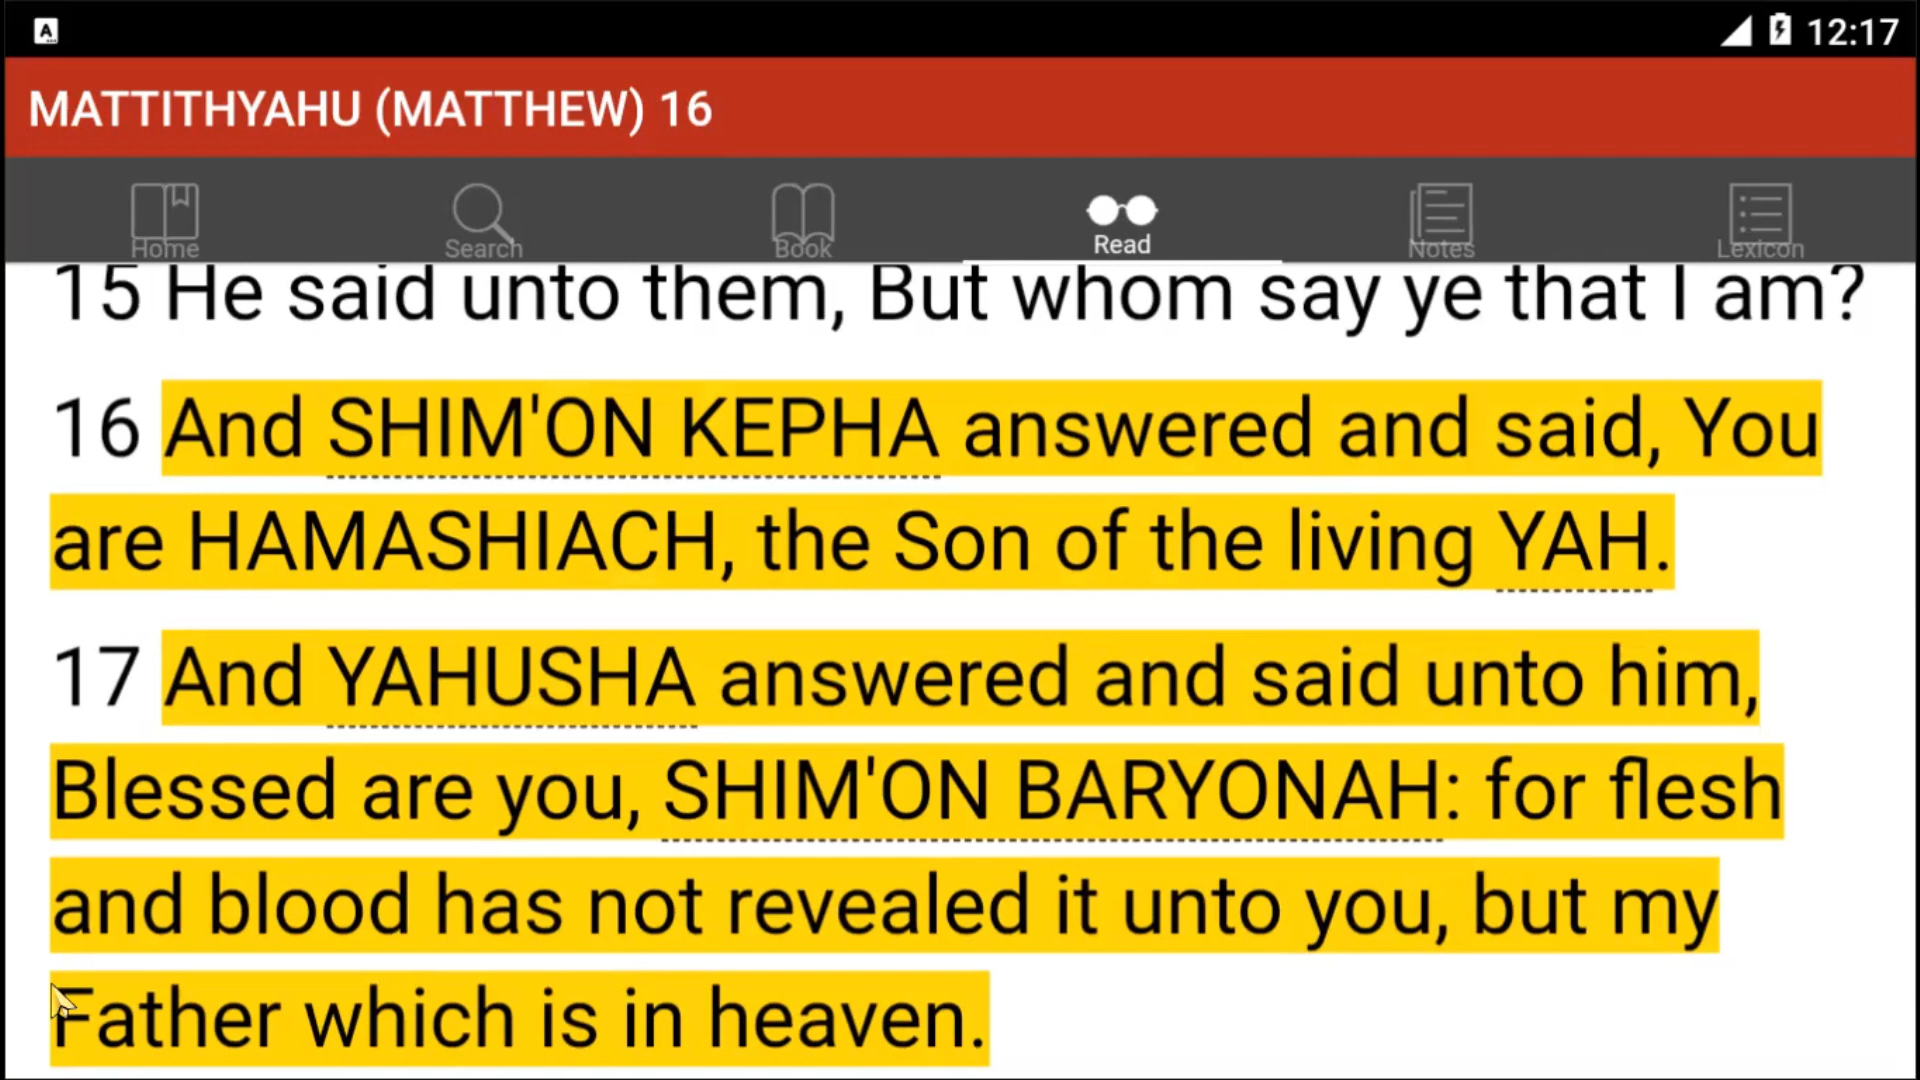 A
12:17
MATTITHYAHU (MATTHEW) 16
Home Search Book Read Notes Lexicon
15 He said unto them, But whom say ye that I am?
16 And SHIM'ON KEPHA answered and said, You
are HAMASHIACH, the Son of the living YAH.
17 And YAHUSHA answered and said unto him,
Blessed are you, SHIM'ON BARYONAH: for flesh
and blood has not revealed it unto you, but my
Father which is in heaven.